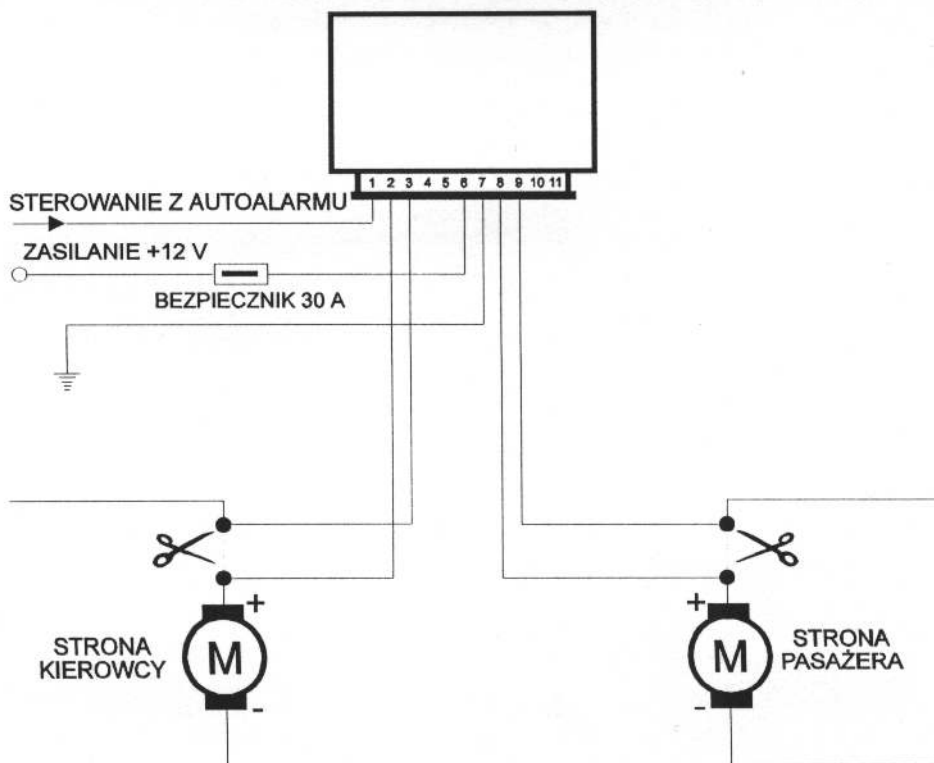 1 2 3 4 5 6 7 8 9 10 11
STEROWANIE Z AUTOALARMU
ZASILANIE +12 V
BEZPIECZNIK 30 A
+
M
-
STRONA
KIEROWCY
+
M
-
STRONA
PASAŻERA